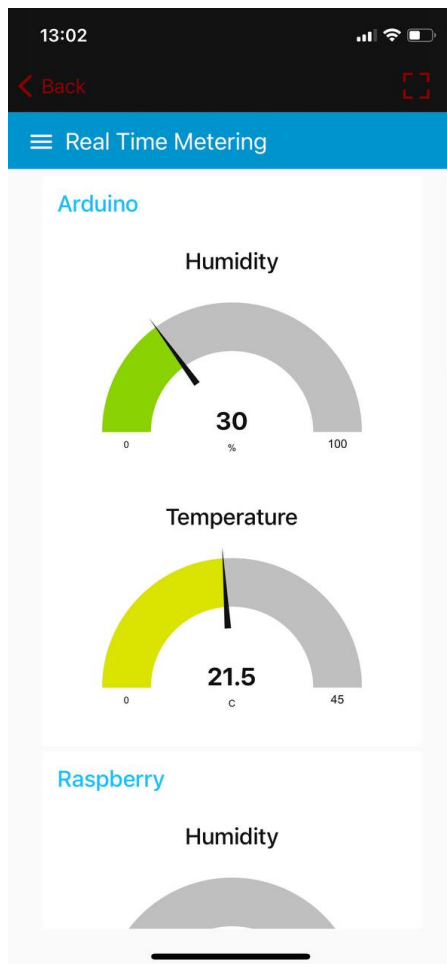 13:02
Back
Real Time Metering
Arduino
Humidity
30
0 % 100
Temperature
21.5
0 C 45
Raspberry
Humidity